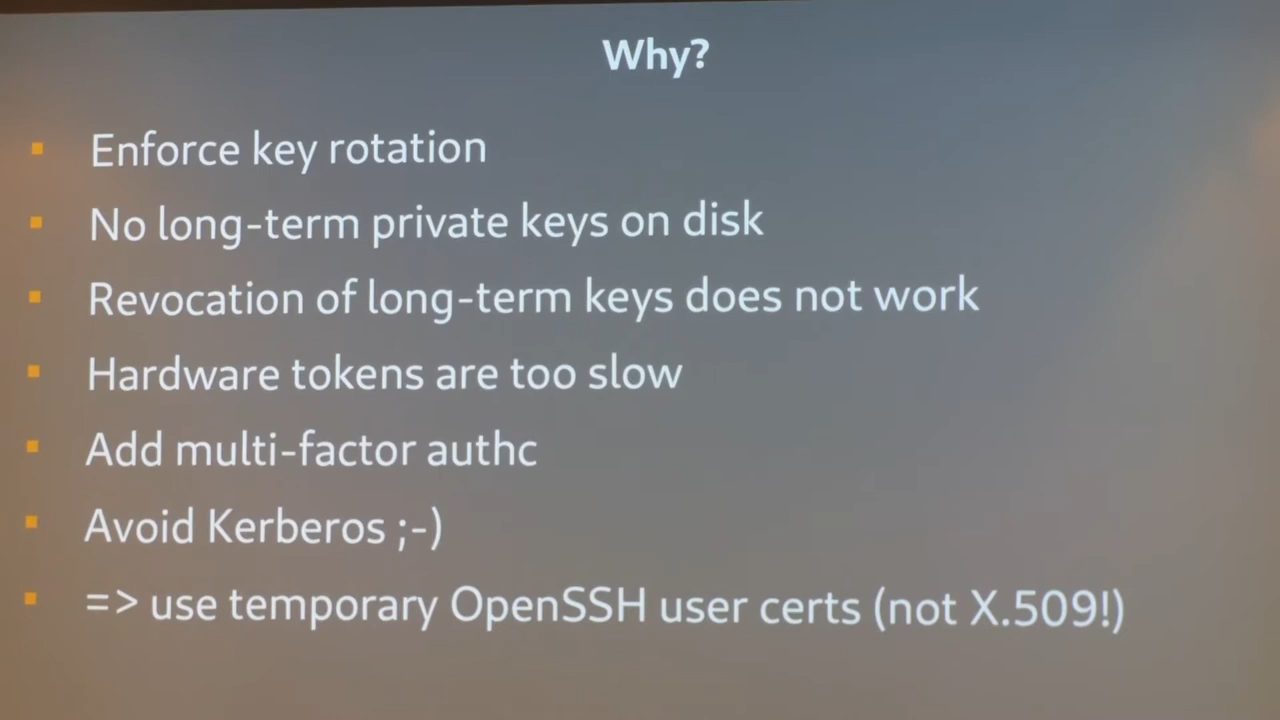 Why?
Enforce key rotation
No long-term private keys on disk
Revocation of long-term keys does not work
Hardware tokens are too slow
Add multi-factor authc
Avoid Kerberos ;-)
=> use temporary OpenSSH user certs (not X.509!)